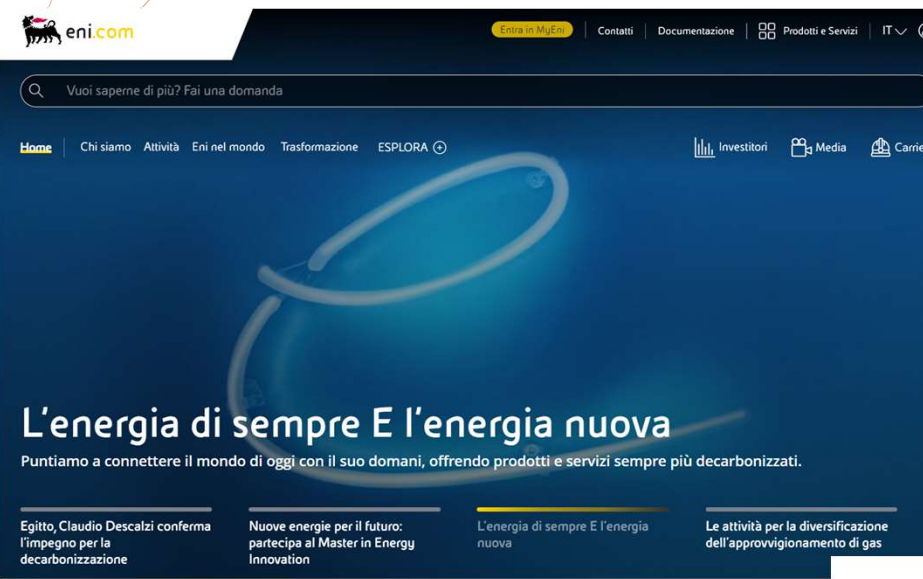 eni.com
Entra in MyEni
Contatti
Documentazione
Prodotti e Servizi
IT
Vuoi saperne di più? Fai una domanda
Home
Chi siamo
Attività
Eni nel mondo
Trasformazione
ESPLORA
Investitori
Media
L'energia di sempre E l'energia nuova
Puntiamo a connettere il mondo di oggi con il suo domani, offrendo prodotti e servizi sempre più decarbonizzati.
Egitto, Claudio Descalzi conferma
l'impegno per la
decarbonizzazione
Nuove energie per il futuro:
partecipa al Master in Energy
Innovation
L'energia di sempre E l'energia
nuova
Le attività per la diversificazione
dell'approvvigionamento di gas